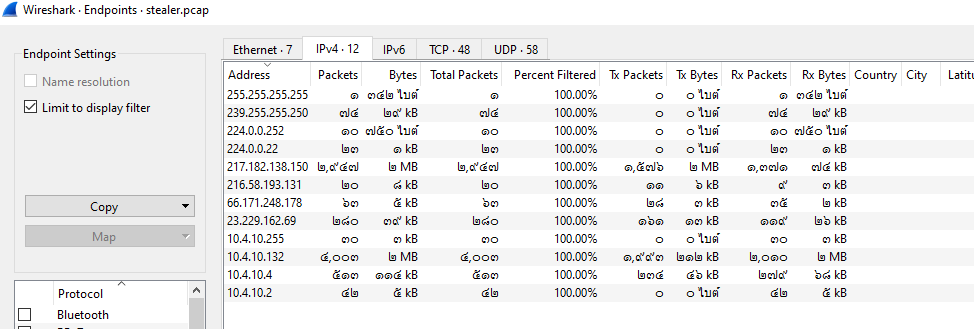 Wireshark · Endpoints · stealer.pcap
Endpoint Settings
Name resolution
Limit to display filter
Copy
Map
Protocol
Bluetooth
Ethernet · 7 IPv4 · 12 IPv6 TCP · 48 UDP · 58
Address Packets Bytes Total Packets Percent Filtered Tx Packets Tx Bytes Rx Packets Rx Bytes Country City Latitu
255.255.255.255 ๑ ๓๔๒ ไบต์ ๑ 100.00% ๐ ๐ ไบต์ ๑ ๓๔๒ ไบต์
239.255.255.250 ๗๔ ๒๙ kB ๗๔ 100.00% ๐ ๐ ไบต์ ๗๔ ๒๙ kB
224.0.0.252 ๑๐ ๗๕๐ ไบต์ ๑๐ 100.00% ๐ ๐ ไบต์ ๑๐ ๗๕๐ ไบต์
224.0.0.22 ๒๓ ๑ kB ๒๓ 100.00% ๐ ๐ ไบต์ ๒๓ ๑ kB
217.182.138.150 ๒,๙๔๗ ๒ MB ๒,๙๔๗ 100.00% ๑,๕๗๖ ๒ MB ๑,๓๗๑ ๗๔ kB
216.58.193.131 ๒๐ ๘ kB ๒๐ 100.00% ๑๑ ๖ kB ๙ ๓ kB
66.171.248.178 ๖๓ ๕ kB ๖๓ 100.00% ๒๘ ๓ kB ๓๕ ๒ kB
23.229.162.69 ๒๘๐ ๓๙ kB ๒๘๐ 100.00% ๑๖๑ ๑๓ kB ๑๑๙ ๒๖ kB
10.4.10.255 ๓๐ ๓ kB ๓๐ 100.00% ๐ ๐ ไบต์ ๓๐ ๓ kB
10.4.10.132 ๔,๐๐๓ ๒ MB ๔,๐๐๓ 100.00% ๑,๙๙๓ ๒๑๒ kB ๒,๐๑๐ ๒ MB
10.4.10.4 ๕๑๓ ๑๑๔ kB ๕๑๓ 100.00% ๒๓๔ ๔๖ kB ๒๗๙ ๖๘ kB
10.4.10.2 ๔๒ ๕ kB ๔๒ 100.00% ๐ ๐ ไบต์ ๔๒ ๕ kB